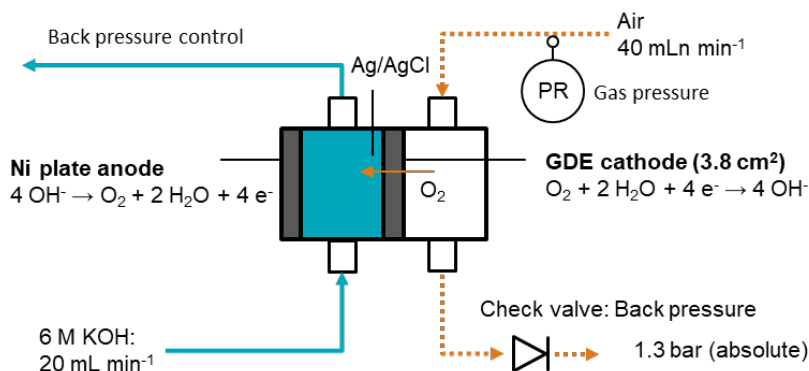 Back pressure control
Ag/AgCl
Air
40 mLn min⁻¹
PR
Gas pressure
Ni plate anode
4 OH⁻ → O₂ + 2 H₂O + 4 e⁻
O₂
GDE cathode (3.8 cm²)
O₂ + 2 H₂O + 4 e⁻ → 4 OH⁻
6 M KOH:
20 mL min⁻¹
Check valve: Back pressure
1.3 bar (absolute)